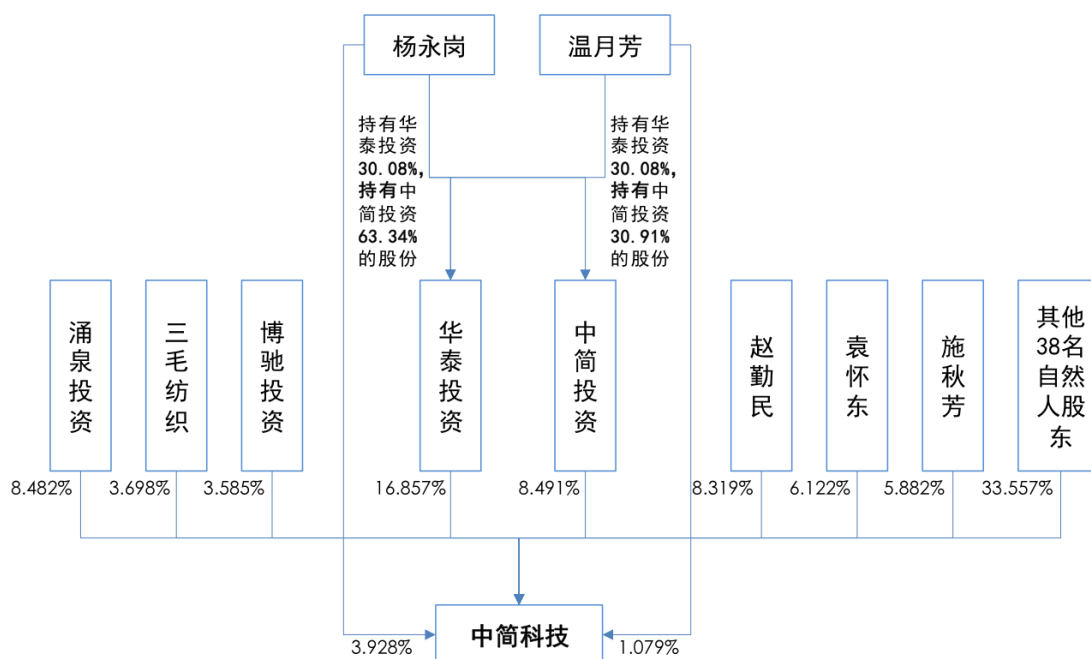 杨永岗
温月芳
持有华
泰投资
30.08%,
持有中
简投资
63.34%
的股份
持有华
泰投资
30.08%,
持有中
简投资
30.91%
的股份
涌泉投资
三毛纺织
博驰投资
华泰投资
中简投资
赵勤民
袁怀东
施秋芳
其他
38名
自然
人股
东
8.482%
3.698%
3.585%
16.857%
8.491%
8.319%
6.122%
5.882%
33.557%
中简科技
3.928%
1.079%